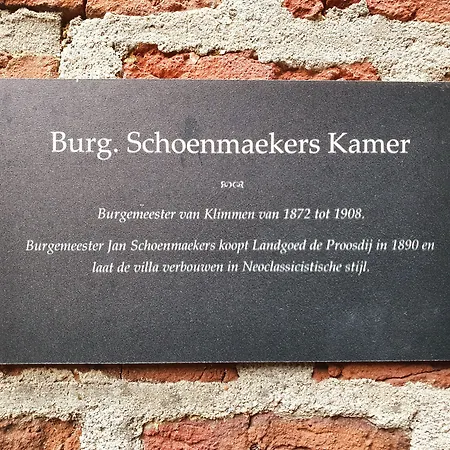 Burg. Schoenmaekers Kamer
Burgemeester van Klimmen van 1872 tot 1908.
Burgemeester Jan Schoenmaekers koopt Landgoed de Proosdij in 1890 en
laat de villa verbouwen in Neoclassicistische stijl.